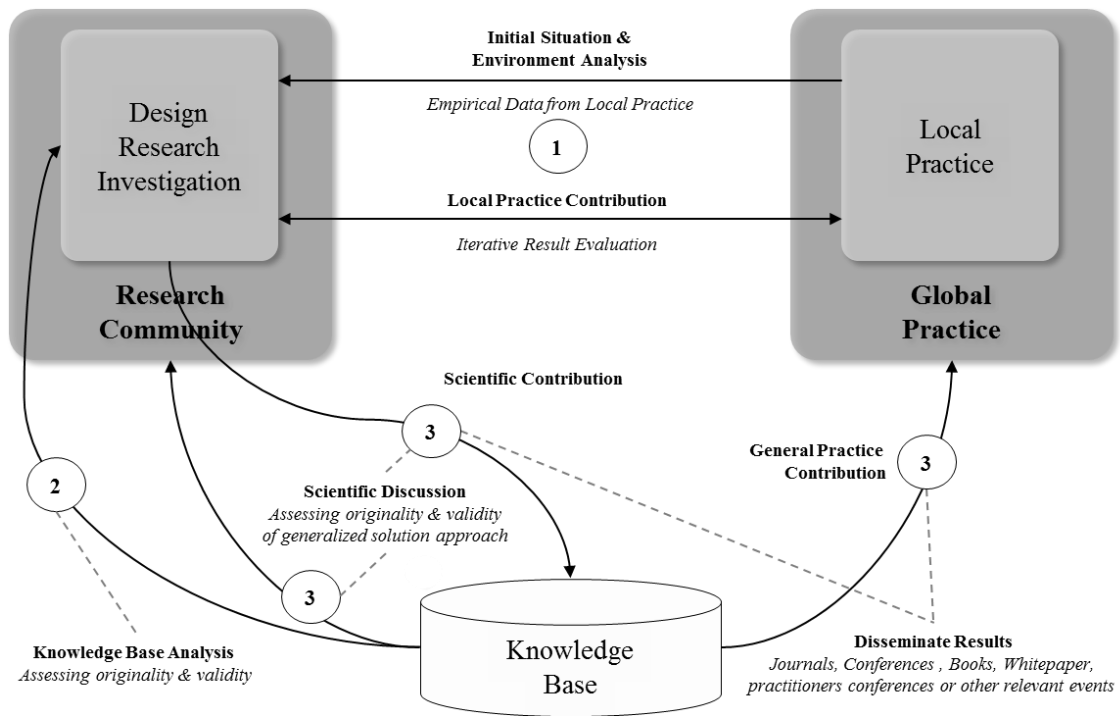 Initial Situation &
Environment Analysis
Empirical Data from Local Practice
1
Local Practice Contribution
Iterative Result Evaluation
Design
Research
Investigation
Research
Community
Local
Practice
Global
Practice
Scientific Contribution
3
General Practice
Contribution
3
2
Scientific Discussion
Assessing originality & validity
of generalized solution approach
3
Knowledge Base Analysis
Assessing originality & validity
Knowledge
Base
Disseminate Results
Journals, Conferences , Books, Whitepaper,
practitioners conferences or other relevant events